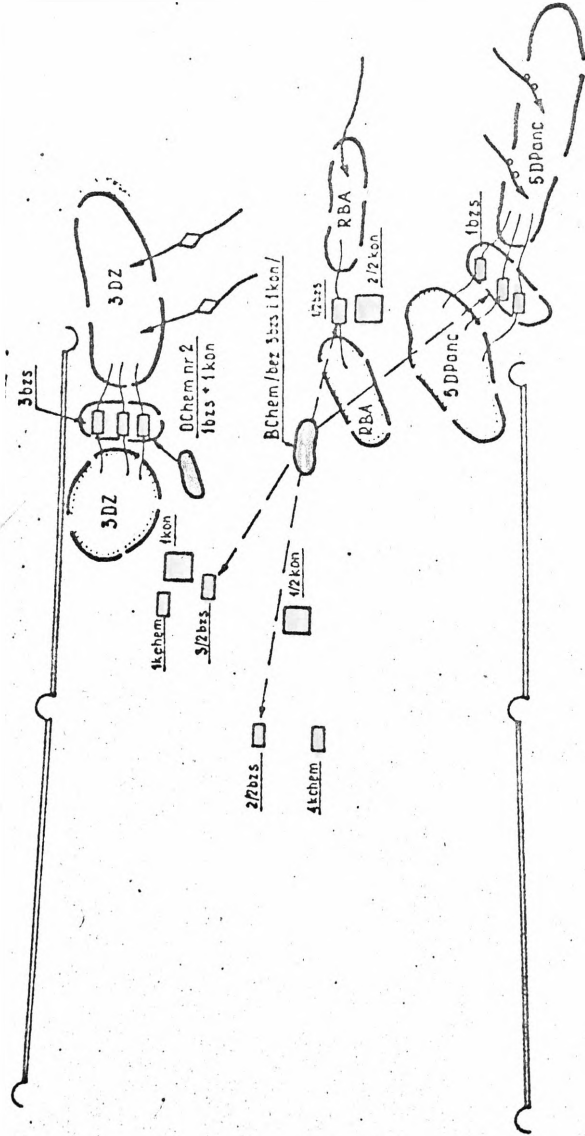 3bzs
3DZ
3DZ
OChem nr 2
1bzs + 1kon
1kon
1kchem
3/2bzs
2/2bzs
1/2kon
4kchem
BChem/bez 3bzs i 1kon/
RBA
RBA
1/2bzs
2/2kon
1bzs
5DPanc
5DPanc